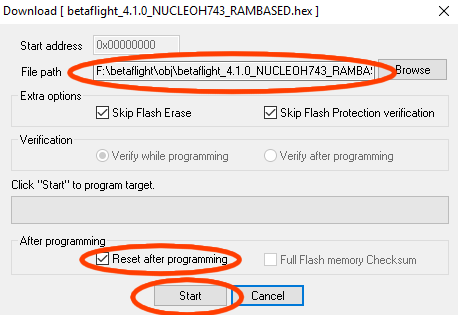 Download [ betaflight_4.1.0_NUCLEOH743_RAMBASED.hex ]
Start address 0x00000000
File path F:\betaflight\obj\betaflight_4.1.0_NUCLEOH743_RAMBA Browse
Extra options
Skip Flash Erase Skip Flash Protection verification
Verification
Verify while programming Verify after programming
Click "Start" to program target.
After programming
Reset after programming Full Flash memory Checksum
Start Cancel